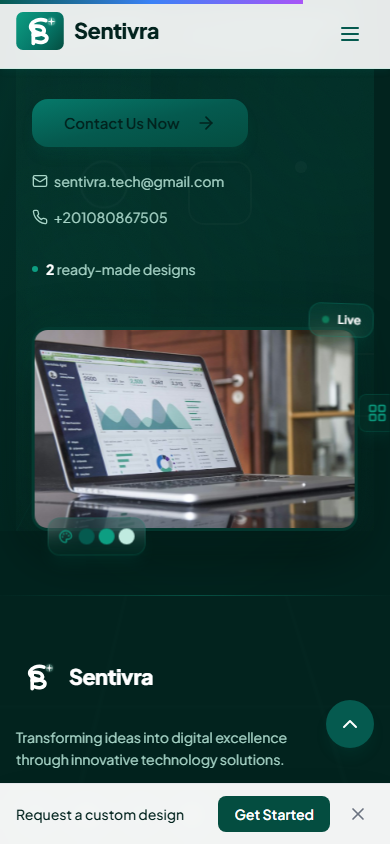 Sentivra
Contact Us Now
sentivra.tech@gmail.com
+201080867505
2 ready-made designs
Live
Sentivra
Transforming ideas into digital excellence
through innovative technology solutions.
Request a custom design
Get Started